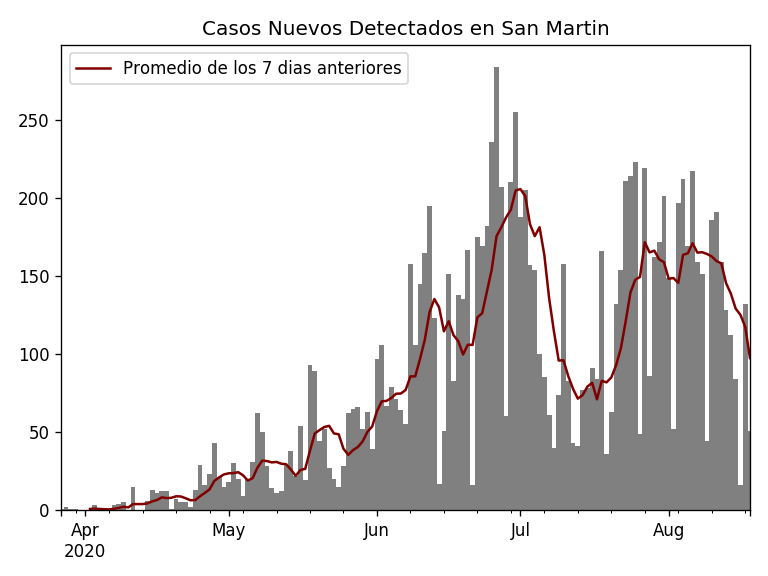 Casos Nuevos Detectados en San Martin
Promedio de los 7 dias anteriores
250
200
150
100
50
0
Apr May Jun Jul Aug
2020